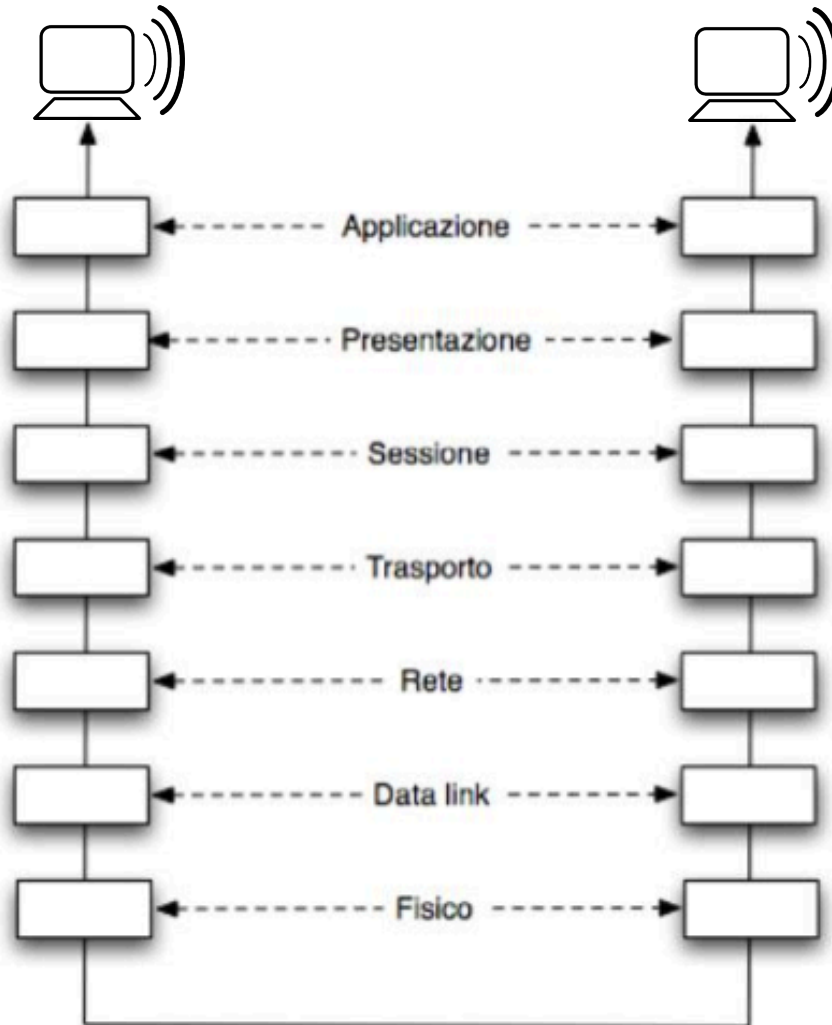 Applicazione
Presentazione
Sessione
Trasporto
Rete
Data link
Fisico